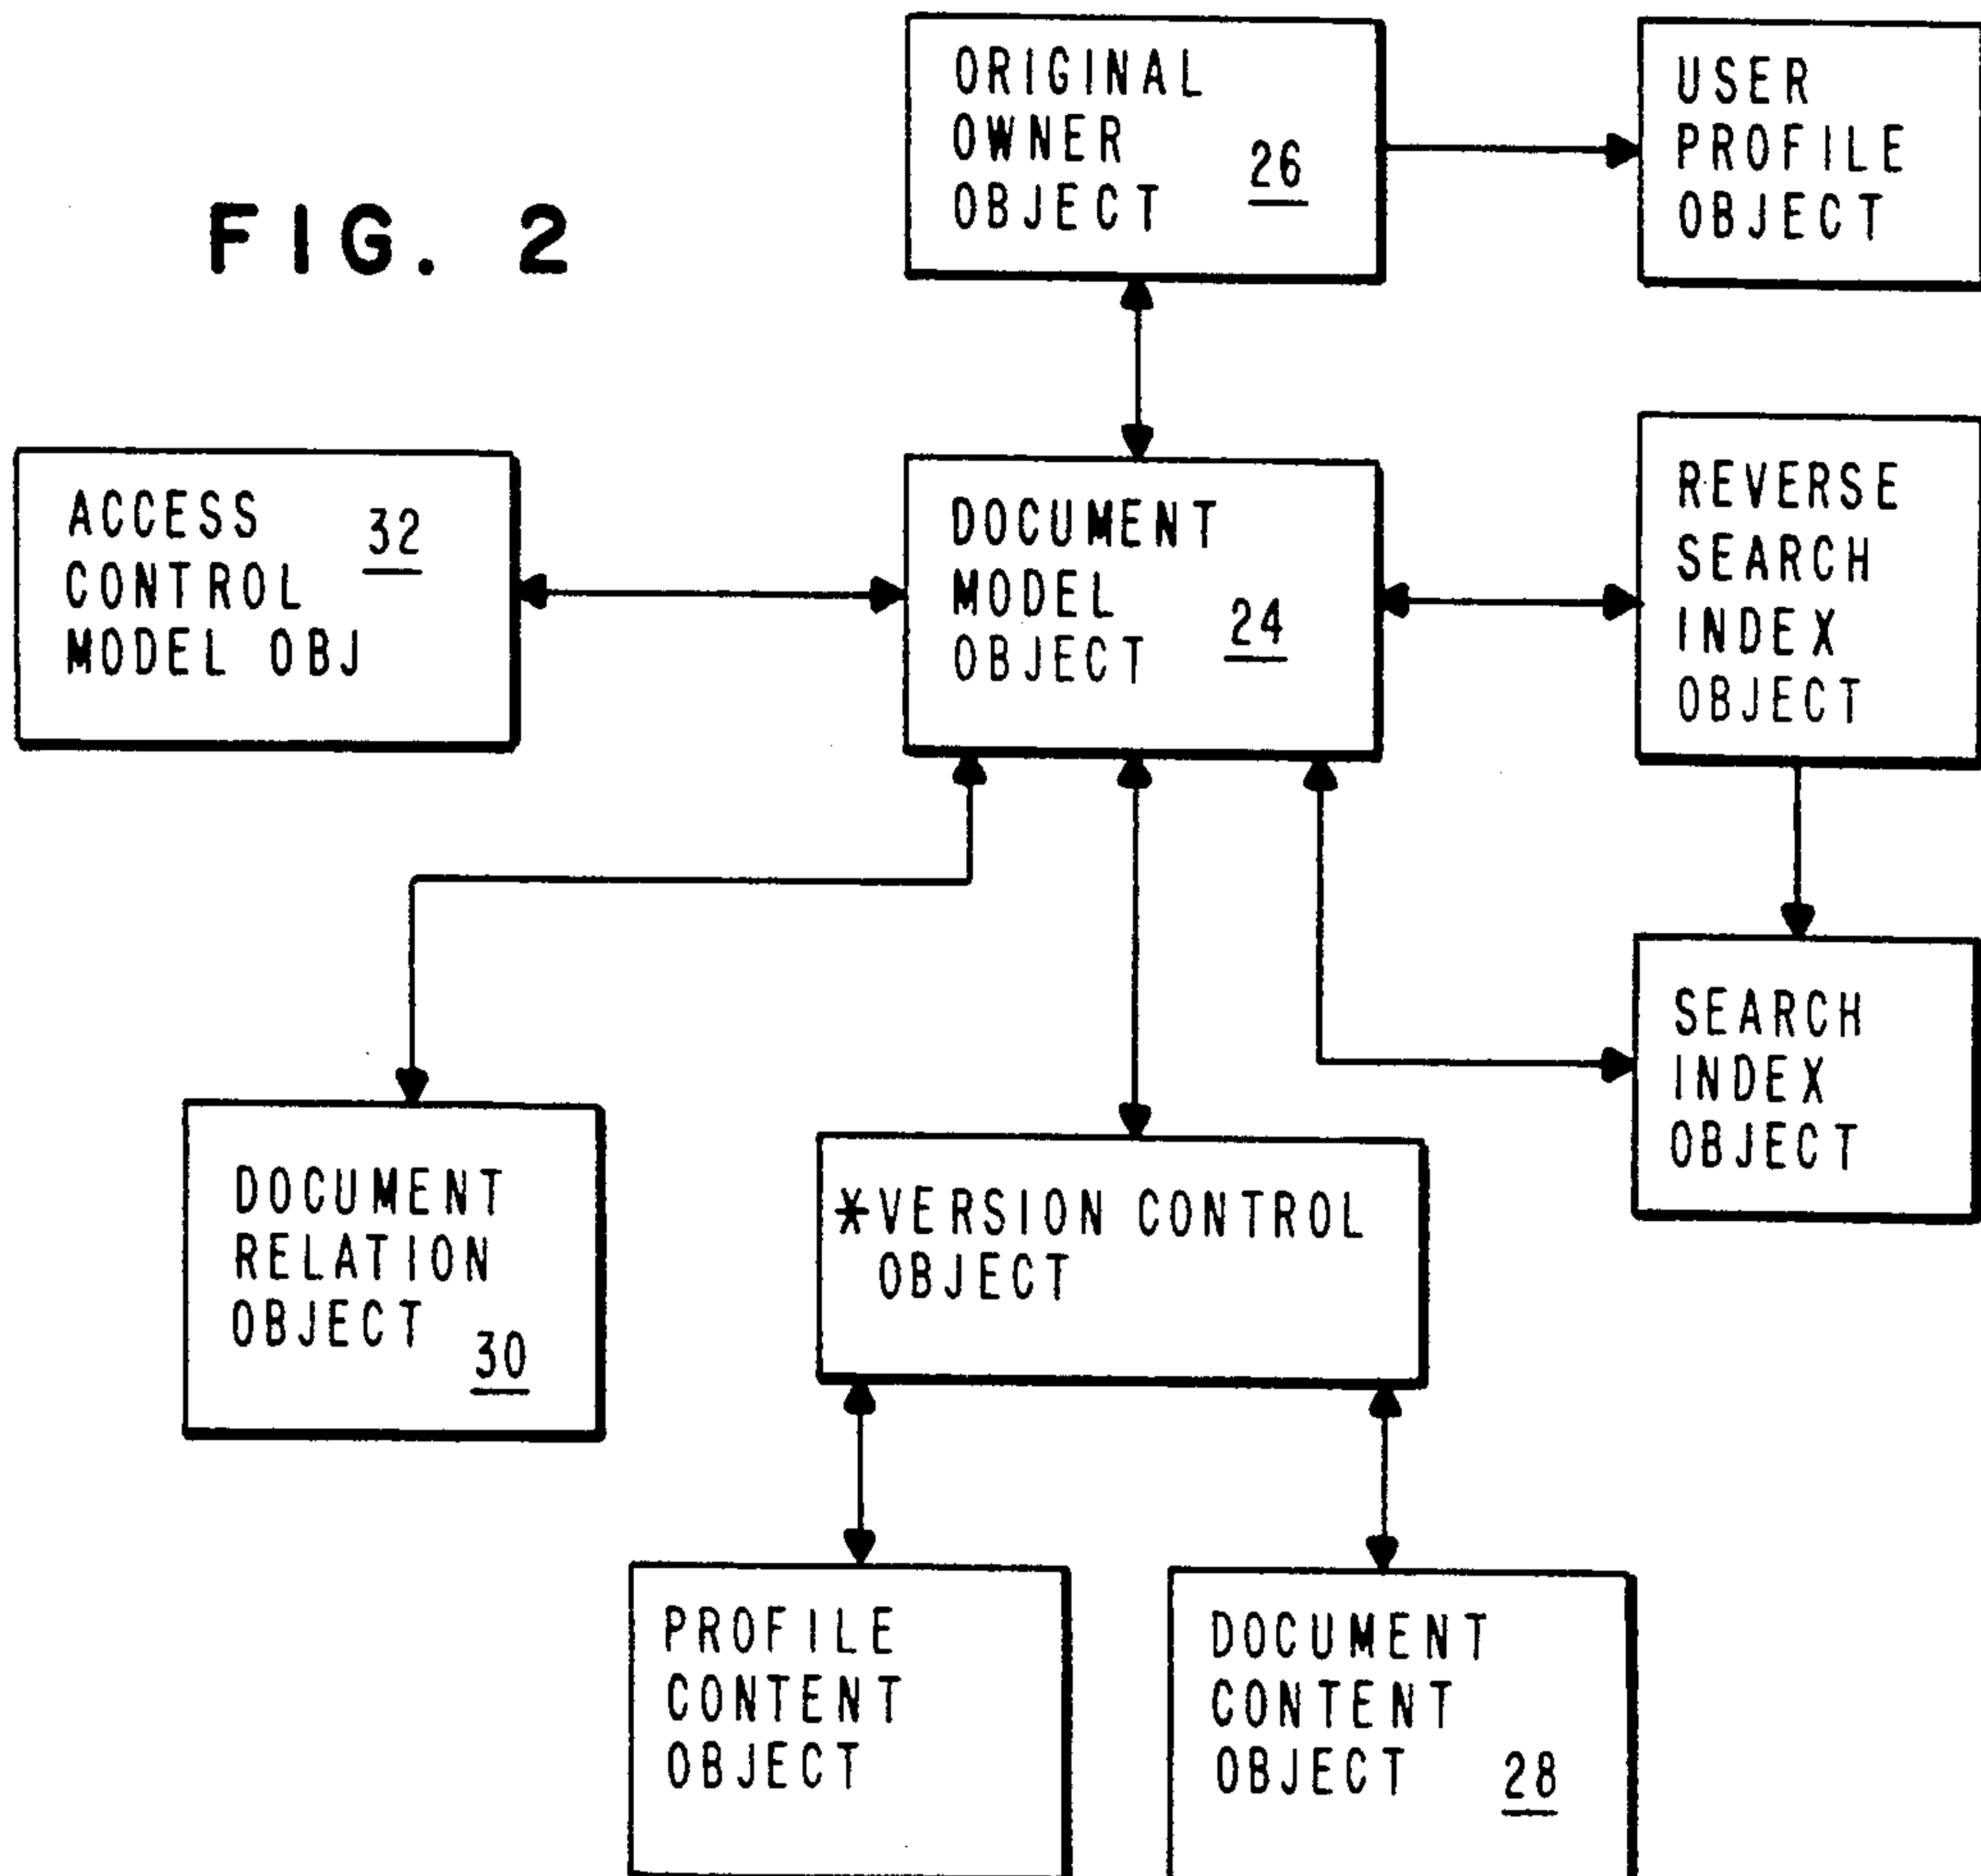 FIG. 2
ORIGINAL
OWNER
OBJECT 26
USER
PROFILE
OBJECT
ACCESS
CONTROL
MODEL OBJ 32
DOCUMENT
MODEL
OBJECT 24
REVERSE
SEARCH
INDEX
OBJECT
SEARCH
INDEX
OBJECT
DOCUMENT
RELATION
OBJECT
30
*VERSION CONTROL
OBJECT
PROFILE
CONTENT
OBJECT
DOCUMENT
CONTENT
OBJECT 28